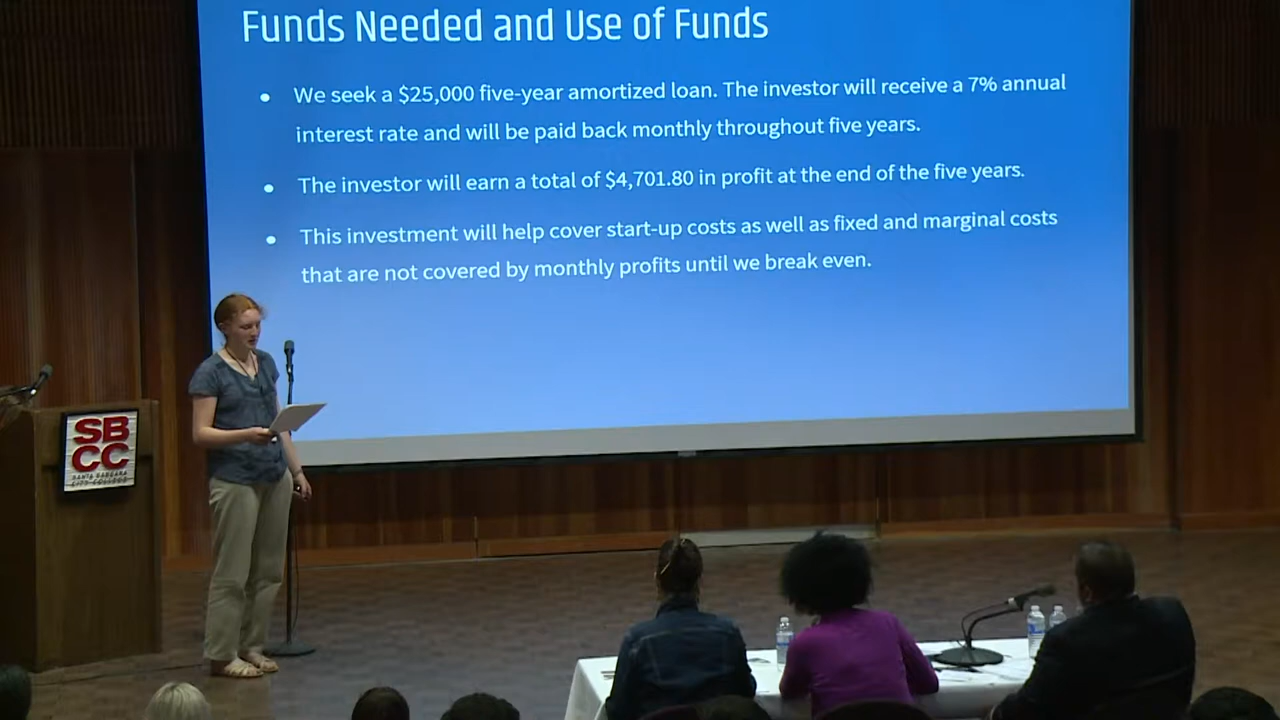 Funds Needed and Use of Funds
We seek a $25,000 five-year amortized loan. The investor will receive a 7% annual
interest rate and will be paid back monthly throughout five years.
The investor will earn a total of $4,701.80 in profit at the end of the five years.
This investment will help cover start-up costs as well as fixed and marginal costs
that are not covered by monthly profits until we break even.
SB
CC
SANTA BARBARA
CITY COLLEGE